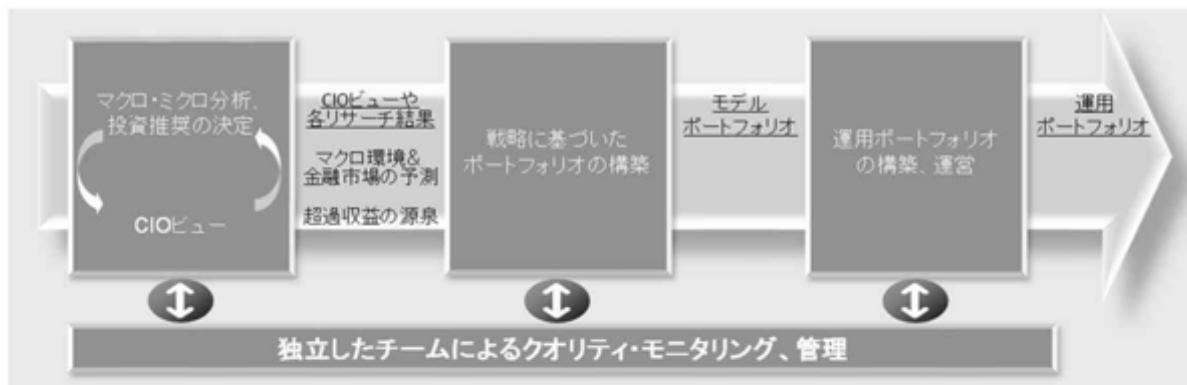 マクロ・ミクロ分析、
投資推奨の決定
CIOビュー
CIOビューや
各リサーチ結果
マクロ環境&
金融市場の予測
超過収益の源泉
戦略に基づいた
ポートフォリオの構築
モデル
ポートフォリオ
運用ポートフォリオ
の構築、運営
運用
ポートフォリオ
独立したチームによるクオリティ・モニタリング、管理